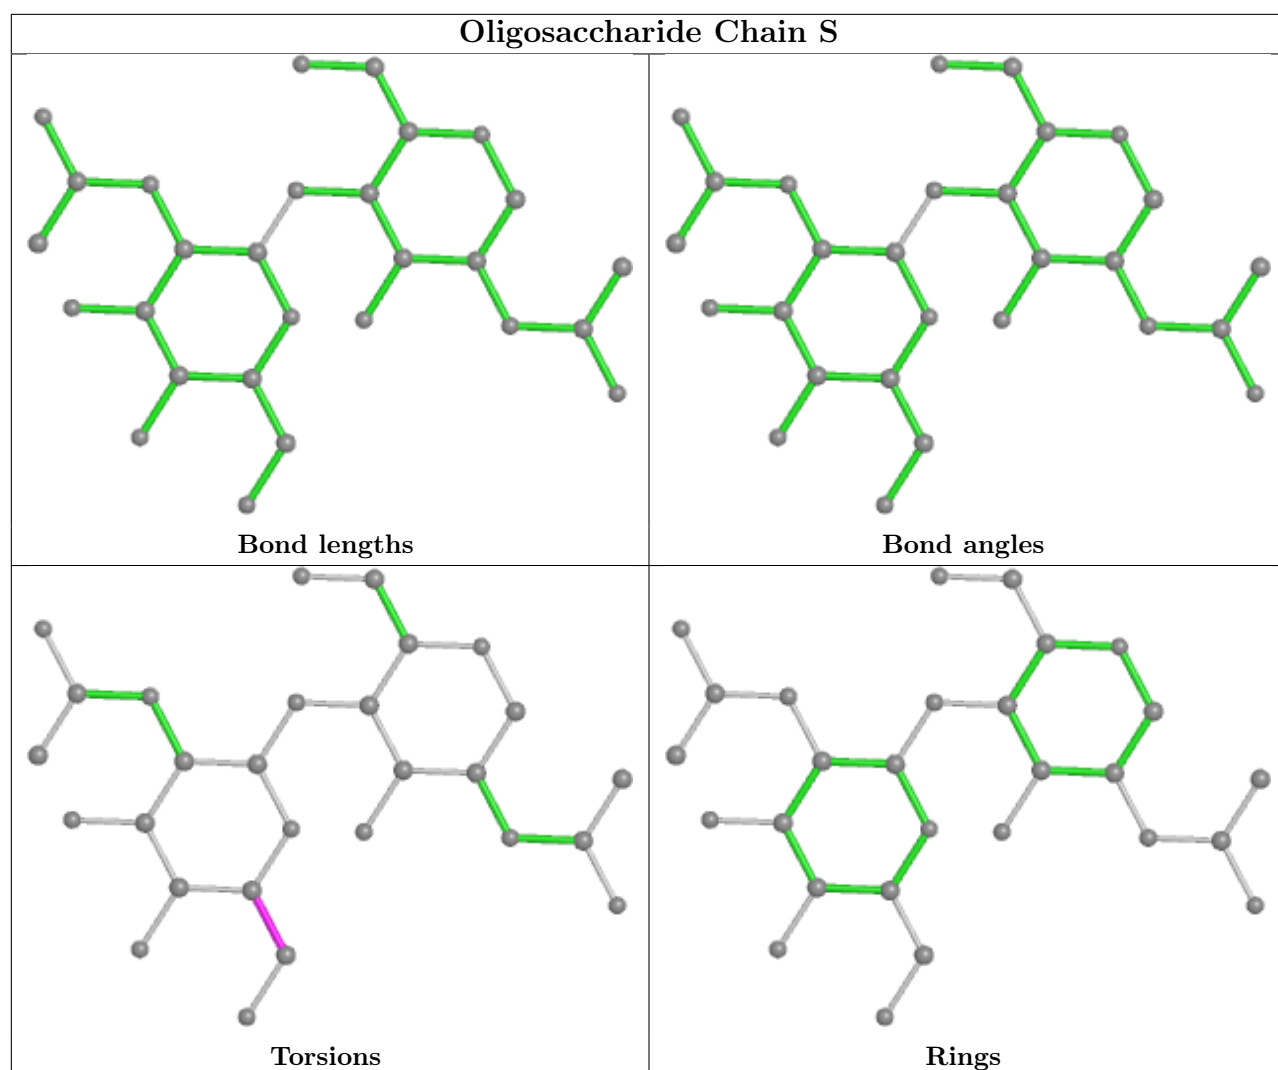 Oligosaccharide Chain S
Bond lengths
Bond angles
Torsions
Rings